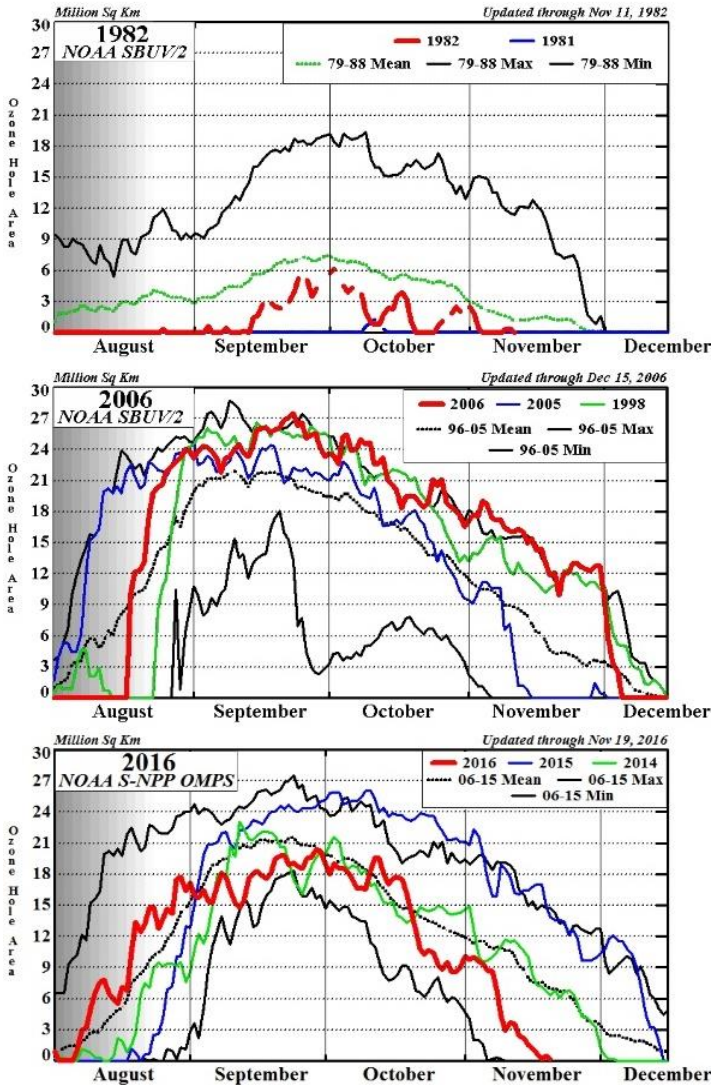 Million Sq Km Updated through Nov 11, 1982
1982
NOAA SBUV/2
1982 1981
79-88 Mean 79-88 Max 79-88 Min
Ozone Hole Area
30
27
24
21
18
15
12
9
6
3
0
August September October November December
Million Sq Km Updated through Dec 15, 2006
2006
NOAA SBUV/2
2006 2005 1998
96-05 Mean 96-05 Max
96-05 Min
Ozone Hole Area
30
27
24
21
18
15
12
9
6
3
0
August September October November December
Million Sq Km Updated through Nov 19, 2016
2016
NOAA S-NPP OMPS
2016 2015 2014
06-15 Mean 06-15 Max
06-15 Min
Ozone Hole Area
30
27
24
21
18
15
12
9
6
3
0
August September October November December